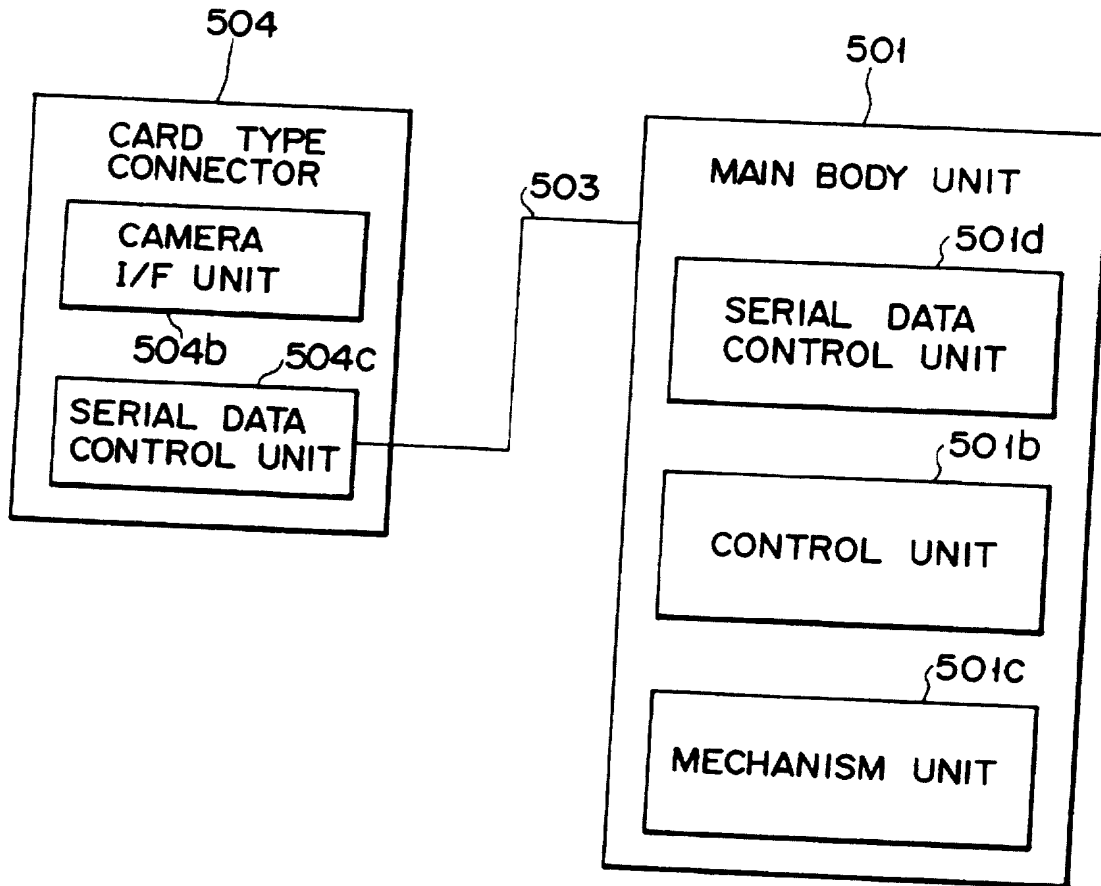 504
CARD TYPE
CONNECTOR
CAMERA
I/F UNIT
504b
504c
SERIAL DATA
CONTROL UNIT
503
501
MAIN BODY UNIT
501d
SERIAL DATA
CONTROL UNIT
501b
CONTROL UNIT
501c
MECHANISM UNIT